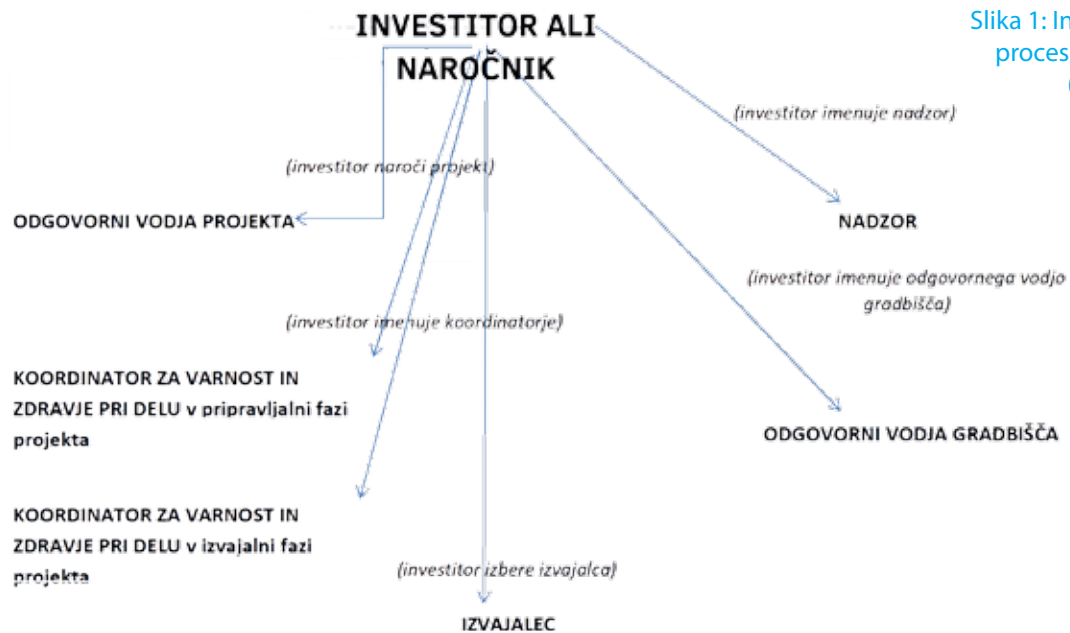 INVESTITOR ALI
NAROČNIK
Slika 1: In
proces
(
(investitor imenuje nadzor)
(investitor naroči projekt)
ODGOVORNI VODJA PROJEKTA
NADZOR
(investitor imenuje odgovornega vodjo
gradbišča)
(investitor imenuje koordinatorje)
KOORDINATOR ZA VARNOST IN
ZDRAVJE PRI DELU v pripravljalni fazi
projekta
ODGOVORNI VODJA GRADBIŠČA
KOORDINATOR ZA VARNOST IN
ZDRAVJE PRI DELU v izvajalni fazi
projekta
(investitor izbere izvajalca)
IZVAJALEC